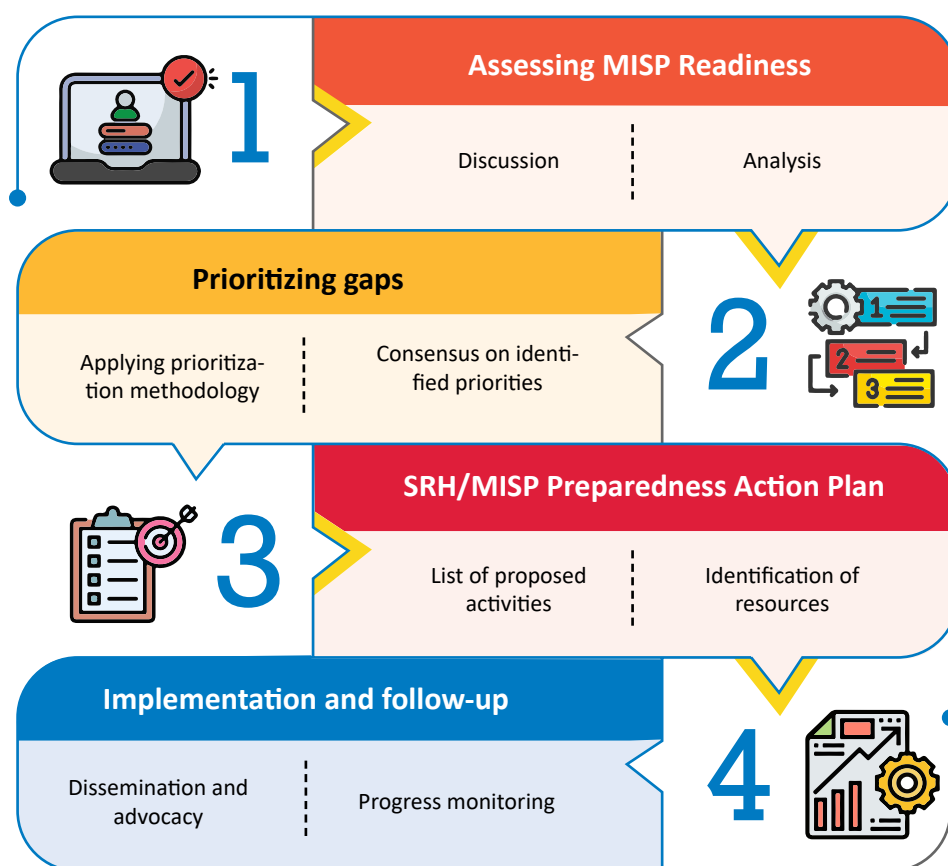 1
Assessing MISP Readiness
Discussion
Analysis
Prioritizing gaps
Applying prioritiza-
tion methodology
Consensus on identi-
fied priorities
2
1
2
3
3
SRH/MISP Preparedness Action Plan
List of proposed
activities
Identification of
resources
Implementation and follow-up
Dissemination and
advocacy
Progress monitoring
4